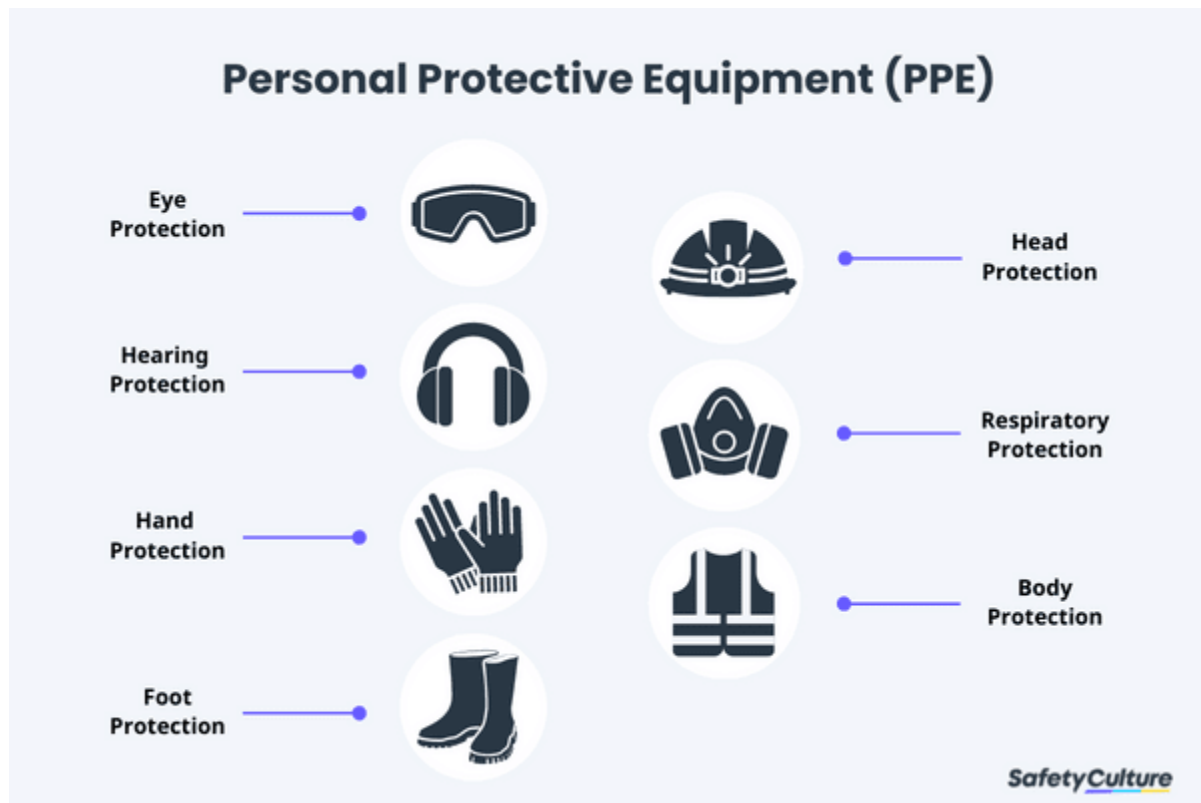 Personal Protective Equipment (PPE)
Eye
Protection
Hearing
Protection
Hand
Protection
Foot
Protection
Head
Protection
Respiratory
Protection
Body
Protection
SafetyCulture